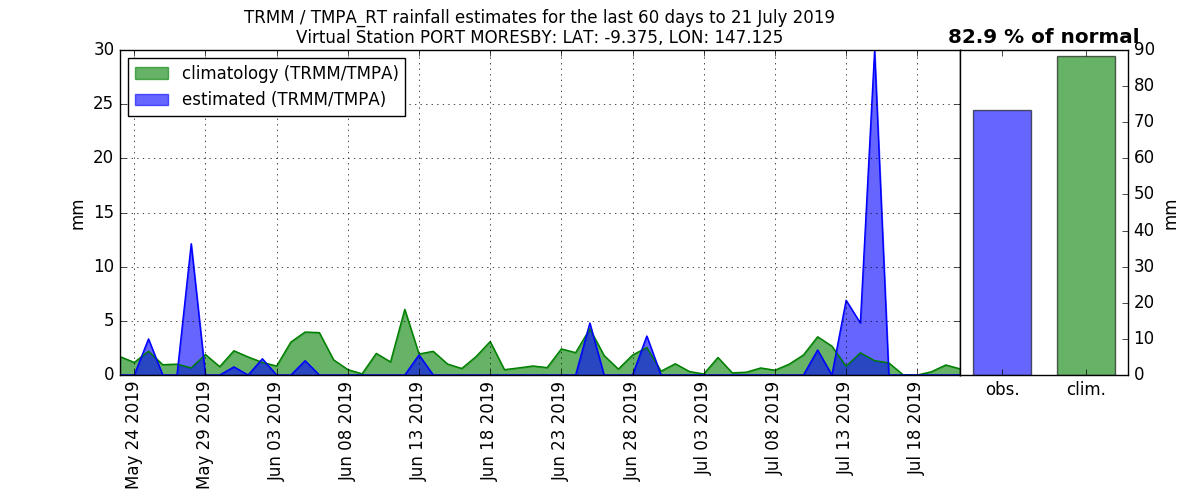 TRMM / TMPA_RT rainfall estimates for the last 60 days to 21 July 2019
Virtual Station PORT MORESBY: LAT: -9.375, LON: 147.125
82.9 % of normal
climatology (TRMM/TMPA)
estimated (TRMM/TMPA)
mm
30
25
20
15
10
5
0
May 24 2019
May 29 2019
Jun 03 2019
Jun 08 2019
Jun 13 2019
Jun 18 2019
Jun 23 2019
Jun 28 2019
Jul 03 2019
Jul 08 2019
Jul 13 2019
Jul 18 2019
90
80
70
60
50
40
30
20
10
0
mm
obs.
clim.